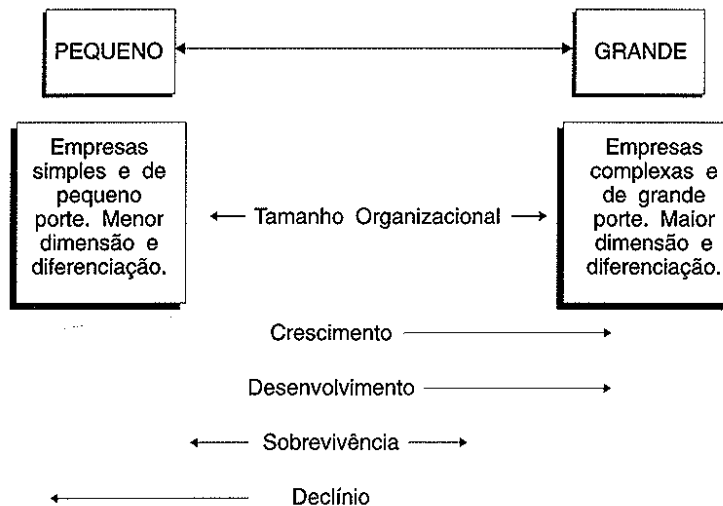 PEQUENO
GRANDE
Empresas
simples e de
pequeno
porte. Menor
dimensão e
diferenciação.
Tamanho Organizacional
Empresas
complexas e
de grande
porte. Maior
dimensão e
diferenciação.
Crescimento
Desenvolvimento
Sobrevivência
Declínio